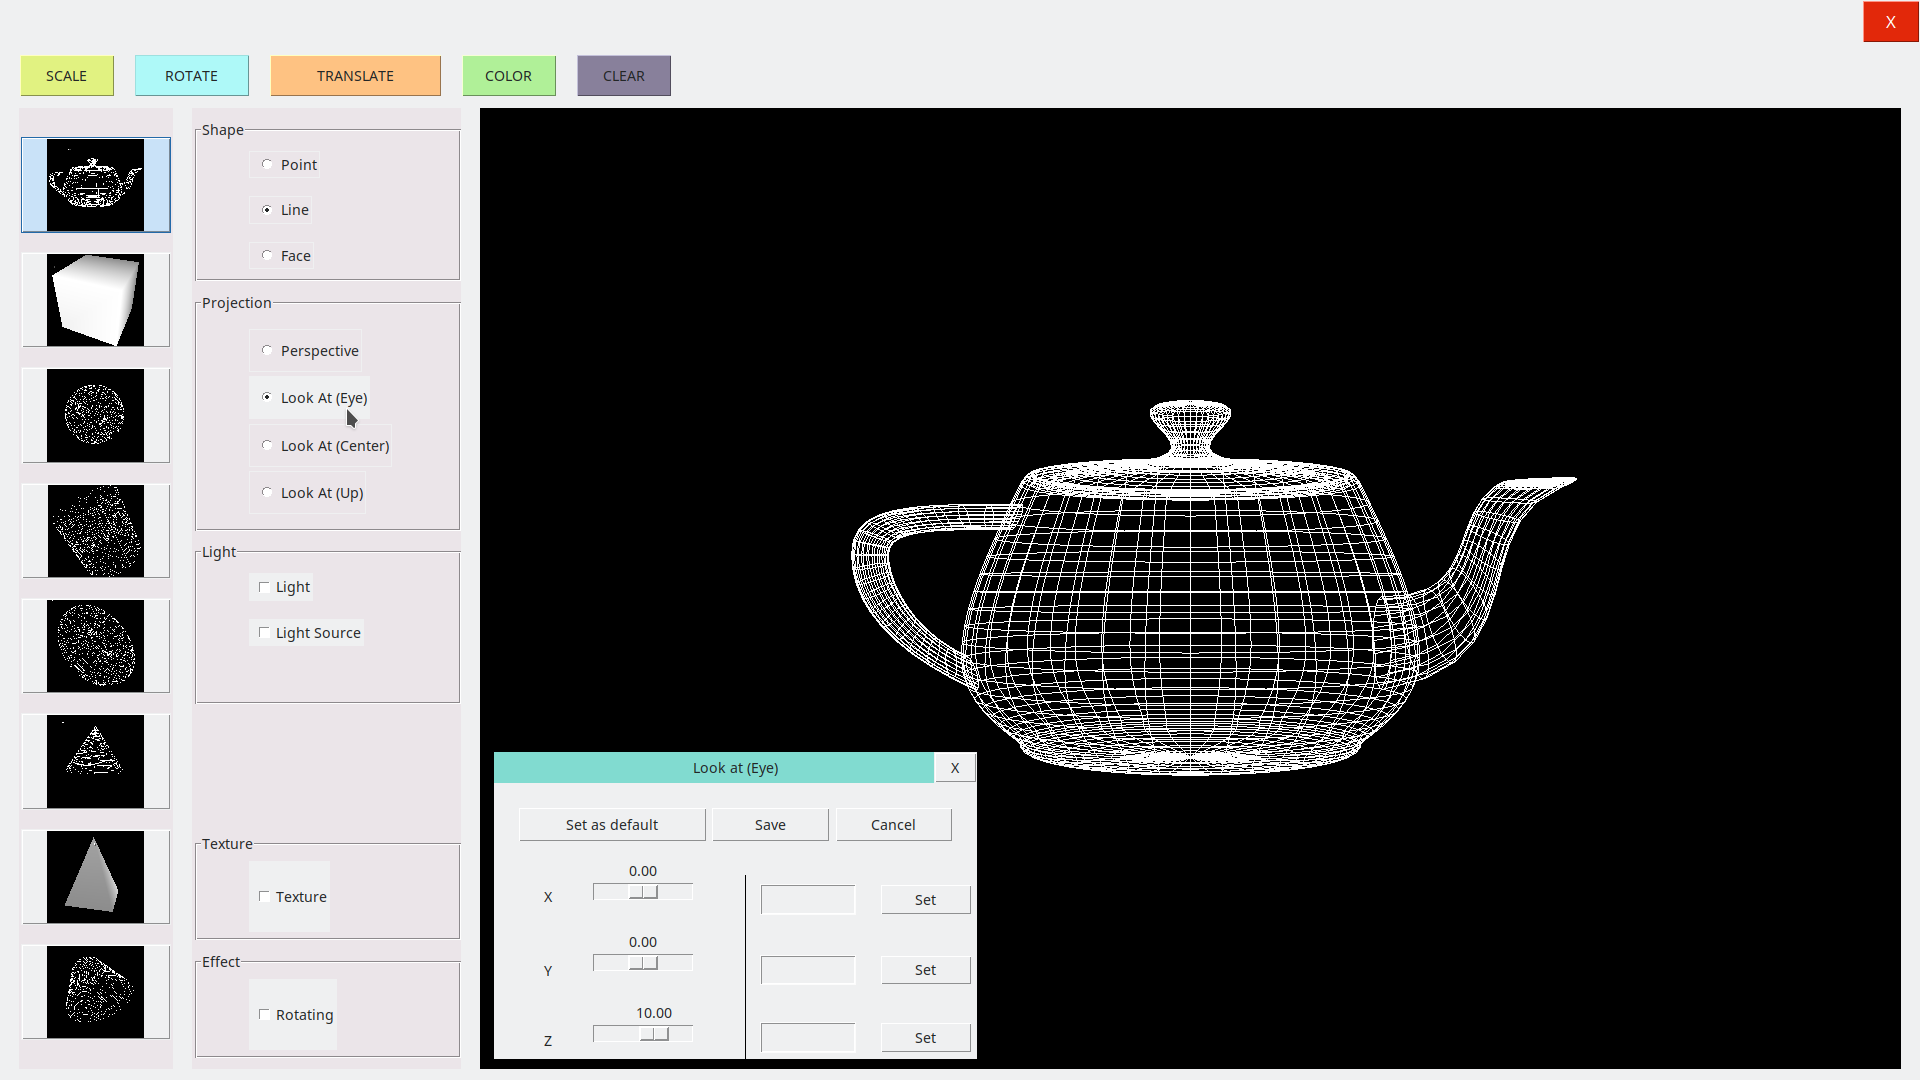 X
SCALE
ROTATE
TRANSLATE
COLOR
CLEAR
Shape
Point
Line
Face
Projection
Perspective
Look At (Eye)
Look At (Center)
Look At (Up)
Light
Light
Light Source
Texture
Texture
Effect
Rotating
Look at (Eye)
X
Set as default
Save
Cancel
0.00
X
Set
0.00
Y
Set
10.00
Z
Set